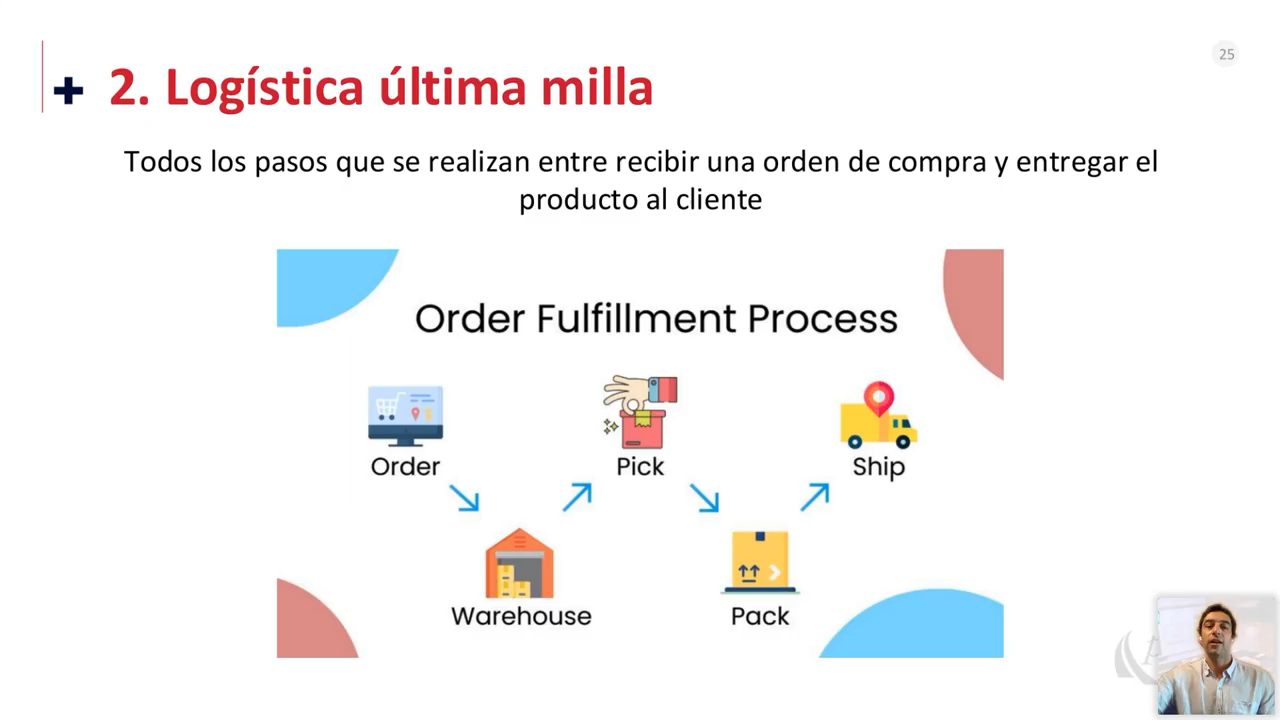 25
+ 2. Logística última milla
Todos los pasos que se realizan entre recibir una orden de compra y entregar el
producto al cliente
Order Fulfillment Process
Order
Pick
Ship
Warehouse
Pack